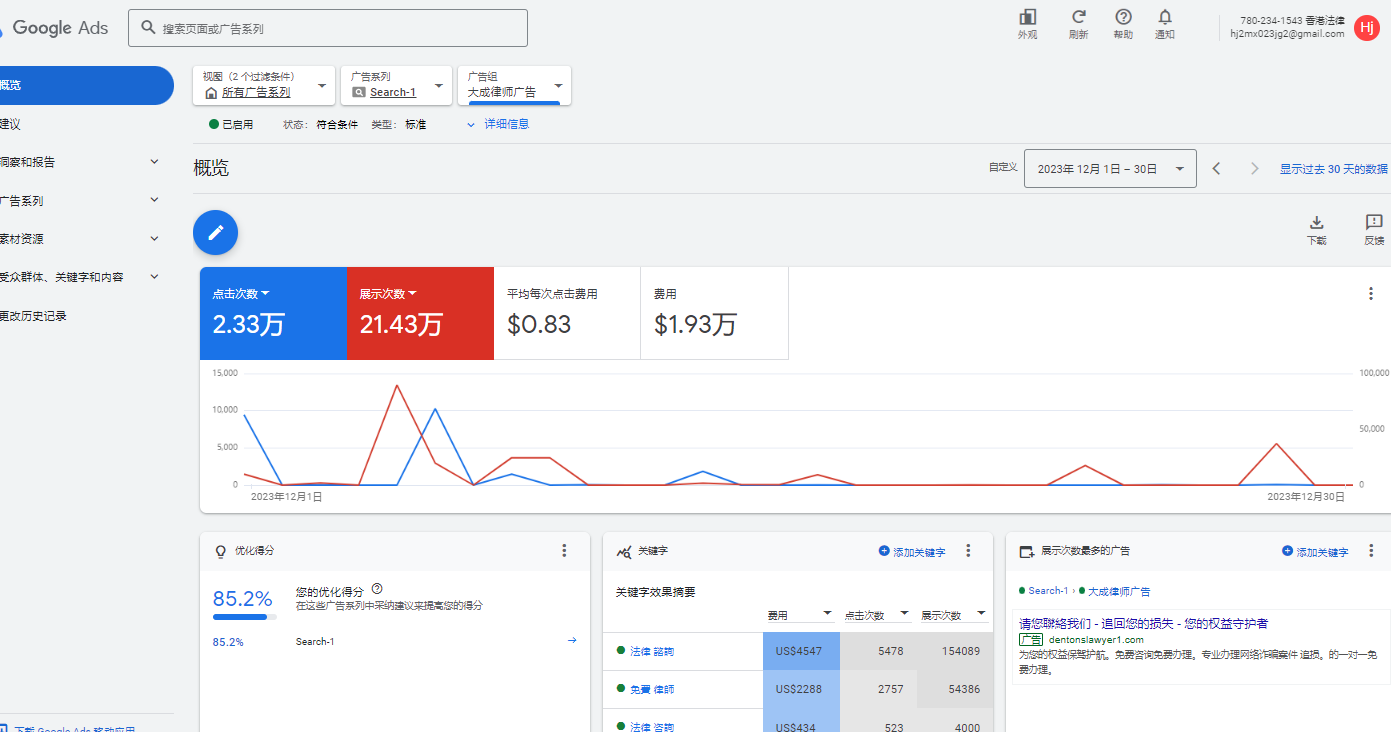 Google Ads
搜索页面或广告系列
外观
刷新
帮助
通知
780-234-1543 香港法律
hj2mx023jg2@gmail.com
Hj
概览
建议
洞察和报告
广告系列
素材资源
受众群体、关键字和内容
更改历史记录
下载 Google Ads 移动应用
视图（2 个过滤条件）
所有广告系列
广告系列
Search-1
广告组
大成律师广告
已启用 状态： 符合条件 类型： 标准 详细信息
概览
自定义
2023年 12月 1日 – 30日
显示过去 30 天的数据
下载
反馈
点击次数
2.33万
展示次数
21.43万
平均每次点击费用
$0.83
费用
$1.93万
15,000
10,000
5,000
0
100,000
50,000
0
2023年12月1日
2023年12月30日
优化得分
85.2%
您的优化得分
在这些广告系列中采纳建议来提高您的得分
85.2% Search-1
关键字
添加关键字
关键字效果摘要
费用 点击次数 展示次数
法律 諮詢 US$4547 5478 154089
免費 律師 US$2288 2757 54386
法律 咨詢 US$434 523 4000
展示次数最多的广告
添加关键字
Search-1 › 大成律师广告
请您聯絡我们 - 追回您的损失 - 您的权益守护者
广告 dentonslawyer1.com
为您的权益保驾护航。免费咨询免费办理。专业办理网络诈骗案件 追损。的一对一免
费办理。